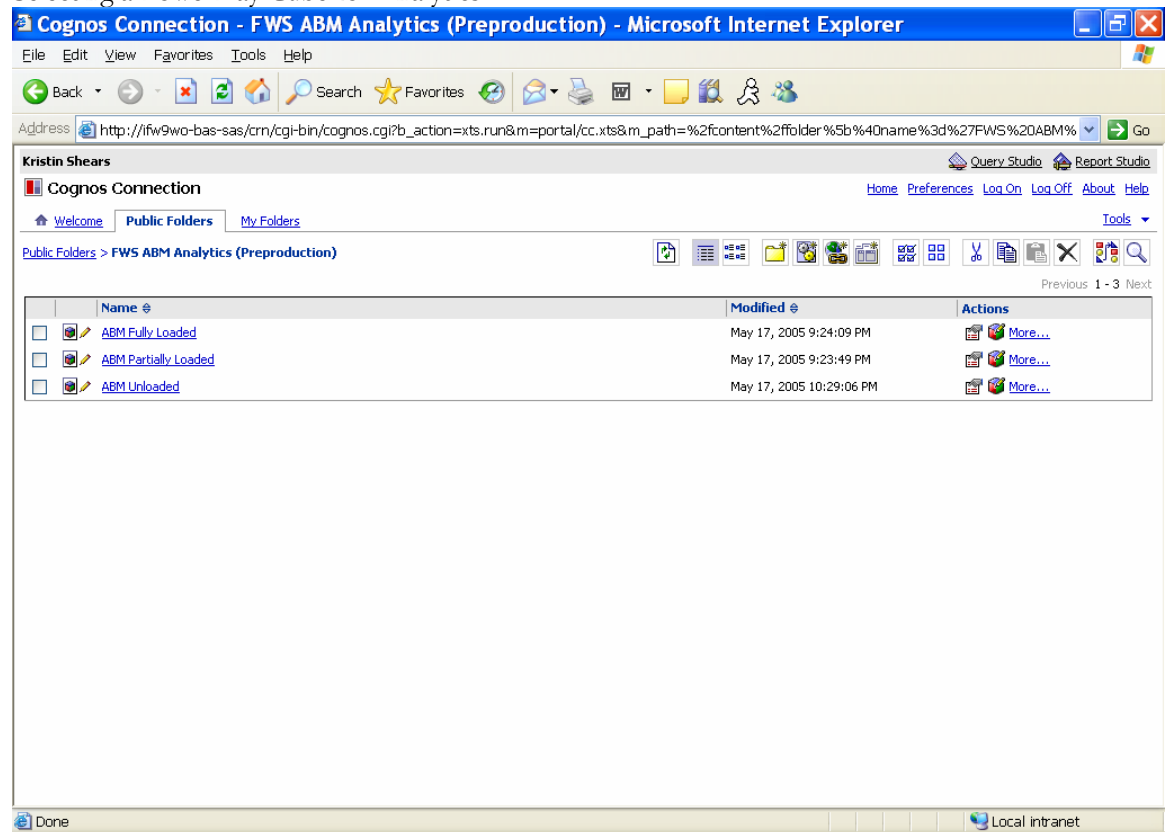 Cognos Connection - FWS ABM Analytics (Preproduction) - Microsoft Internet Explorer
File Edit View Favorites Tools Help
Back Search Favorites
Address http://ifw9wo-bas-sas/crn/cgi-bin/cognos.cgi?b_action=xts.run&m=portal/cc.xts&m_path=%2fcontent%2ffolder%5b%40name%3d%27FWS%20ABM% Go
Kristin Shears Query Studio Report Studio
Cognos Connection Home Preferences Log On Log Off About Help
Welcome Public Folders My Folders Tools
Public Folders > FWS ABM Analytics (Preproduction)
Previous 1 - 3 Next
Name Modified Actions
ABM Fully Loaded May 17, 2005 9:24:09 PM More...
ABM Partially Loaded May 17, 2005 9:23:49 PM More...
ABM Unloaded May 17, 2005 10:29:06 PM More...
Done Local intranet